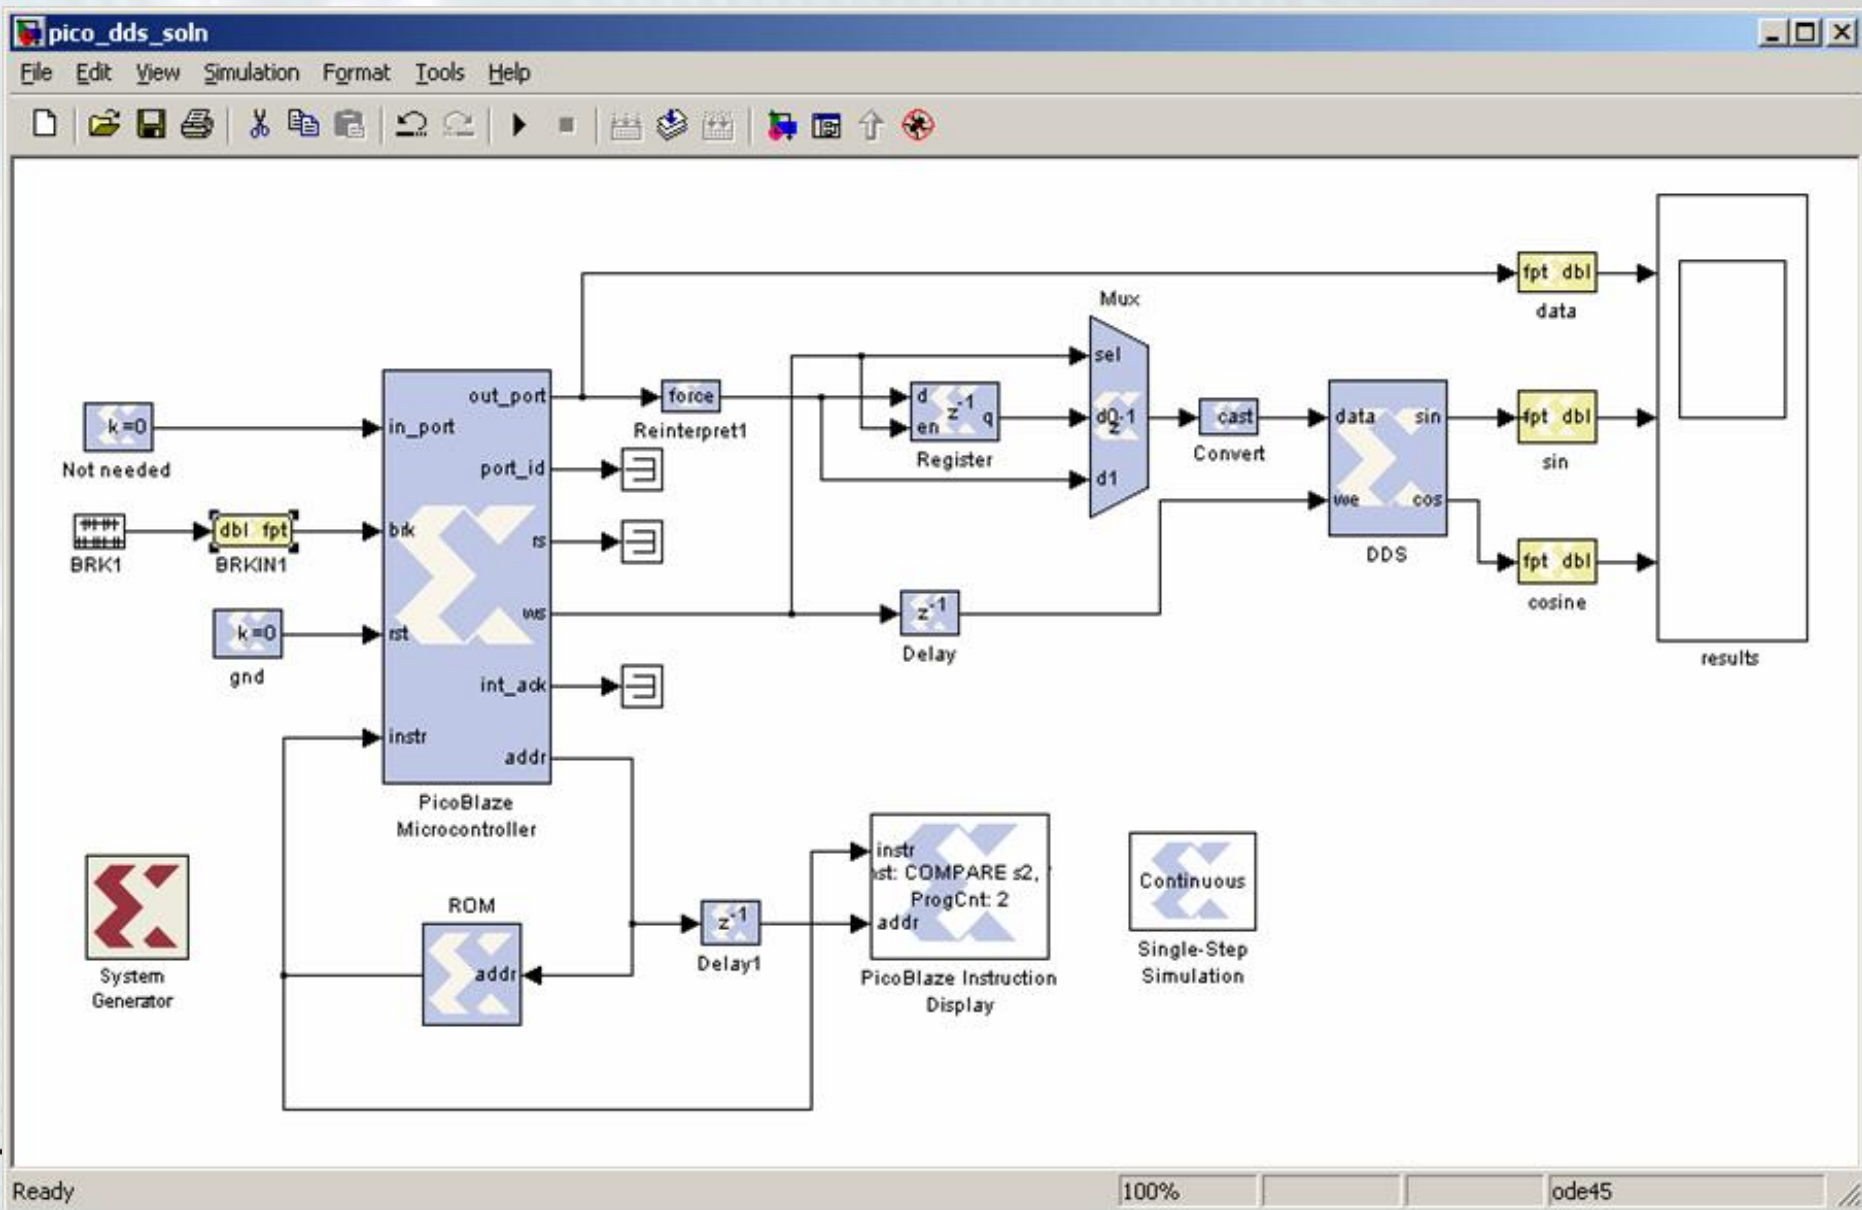 pico_dds_soln
File Edit View Simulation Format Tools Help
Mux
fpt dbl
data
sel
out_port
force
d
z-1
q
en
d0
z-1
cast
data sin
fpt dbl
k =0
in_port
Reinterpret1
Register
Convert
sin
Not needed
port_id
d1
we cos
dbl fpt
brk
rs
DDS
fpt dbl
BRK1
BRKIN1
cosine
k =0
rst
ws
z-1
Delay
results
gnd
int_ack
instr
addr
PicoBlaze
Microcontroller
instr
st: COMPARE s2,
ProgCnt: 2
addr
Continuous
ROM
z-1
addr
Delay1
PicoBlaze Instruction
Display
Single-Step
Simulation
System
Generator
Ready 100% ode45